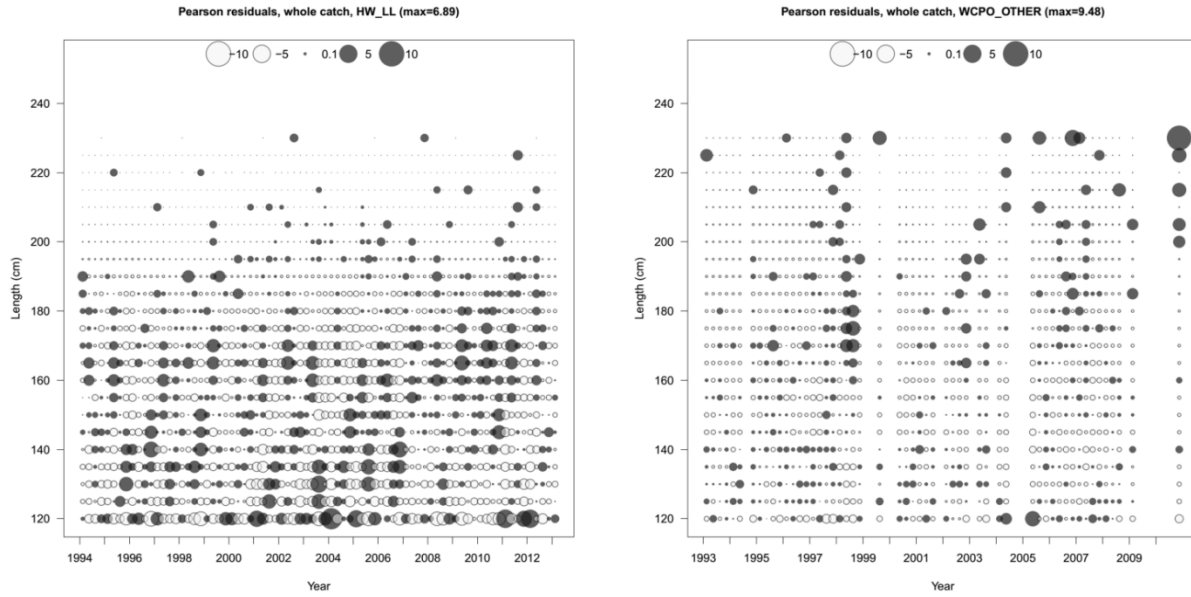 Pearson residuals, whole catch, HW_LL (max=6.89)
−10 −5 0.1 5 10
240
220
200
180
160
140
120
Length (cm)
1994 1996 1998 2000 2002 2004 2006 2008 2010 2012
Year
Pearson residuals, whole catch, WCPO_OTHER (max=9.48)
−10 −5 0.1 5 10
240
220
200
180
160
140
120
Length (cm)
1993 1995 1997 1999 2001 2003 2005 2007 2009
Year